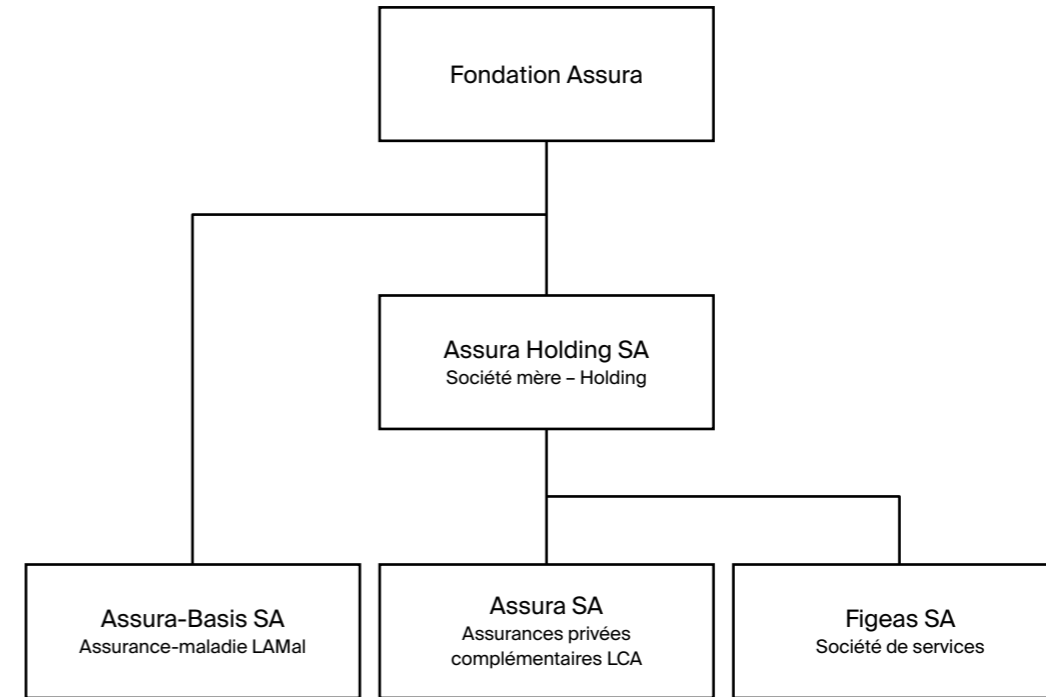 Fondation Assura
Assura Holding SA
Société mère – Holding
Assura-Basis SA
Assurance-maladie LAMal
Assura SA
Assurances privées
complémentaires LCA
Figeas SA
Société de services